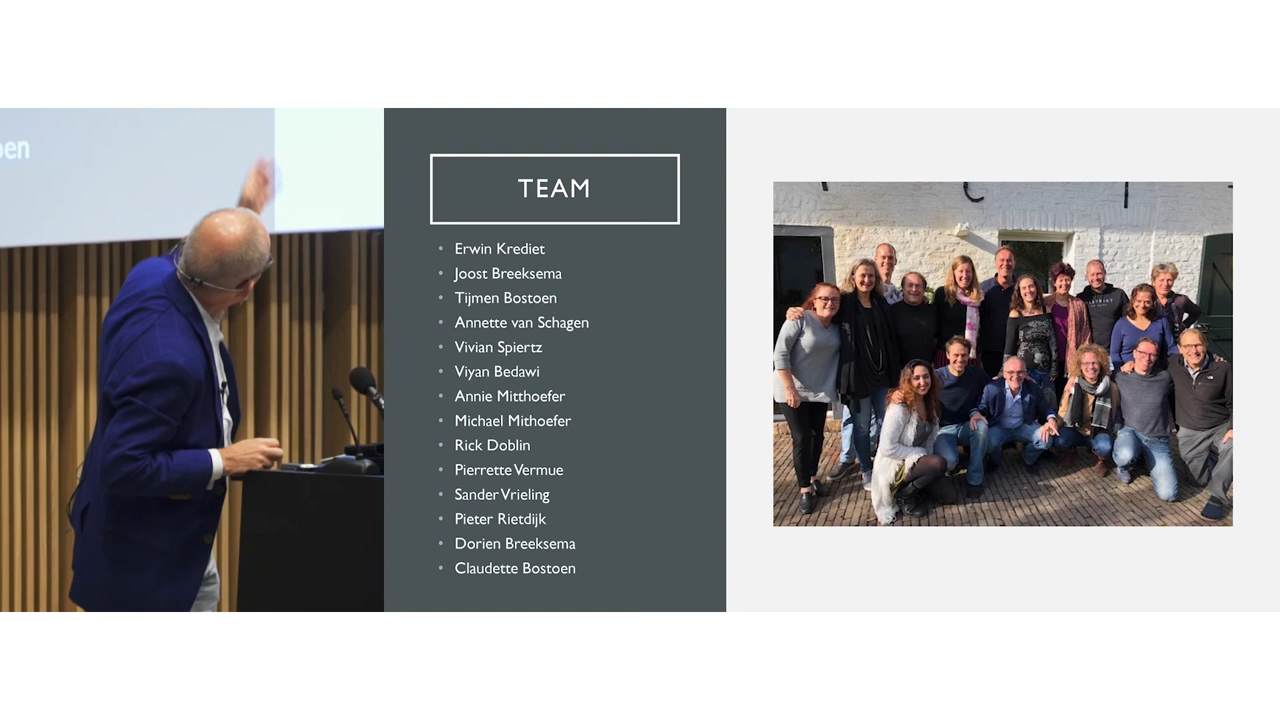 TEAM
• Erwin Krediet
• Joost Breeksema
• Tijmen Bostoen
• Annette van Schagen
• Vivian Spiertz
• Viyan Bedawi
• Annie Mitthoefer
• Michael Mithoefer
• Rick Doblin
• Pierrette Vermue
• Sander Vrieling
• Pieter Rietdijk
• Dorien Breeksema
• Claudette Bostoen